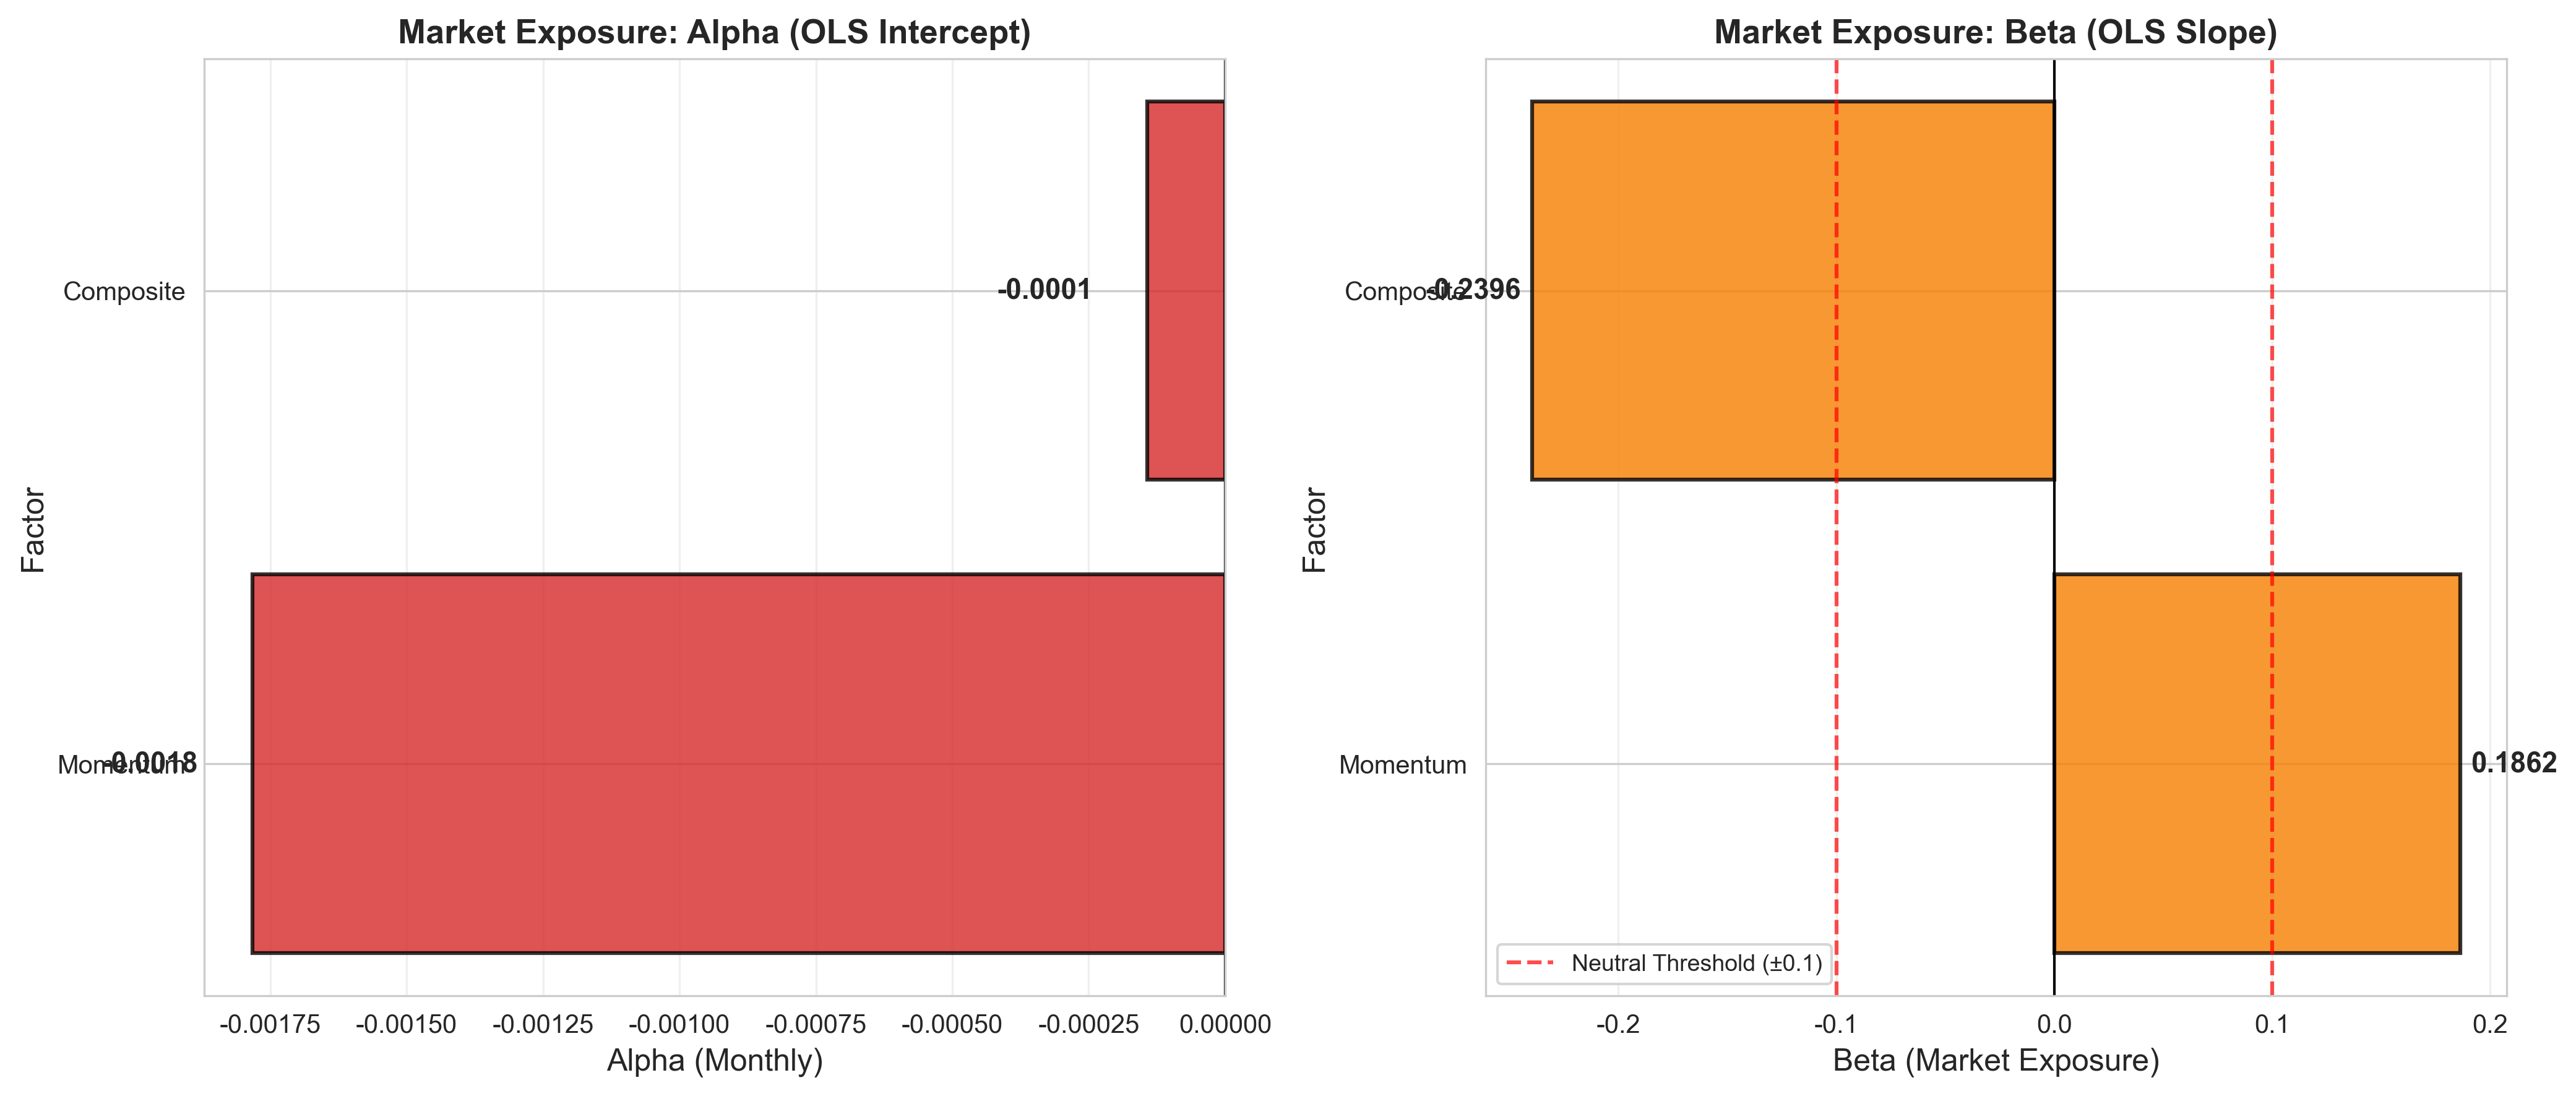 Market Exposure: Alpha (OLS Intercept)
Factor
Composite
-0.0001
Momentum
-0.0018
-0.00175 -0.00150 -0.00125 -0.00100 -0.00075 -0.00050 -0.00025 0.00000
Alpha (Monthly)
Market Exposure: Beta (OLS Slope)
Factor
Composite
-0.2396
Momentum
0.1862
Neutral Threshold (±0.1)
-0.2 -0.1 0.0 0.1 0.2
Beta (Market Exposure)